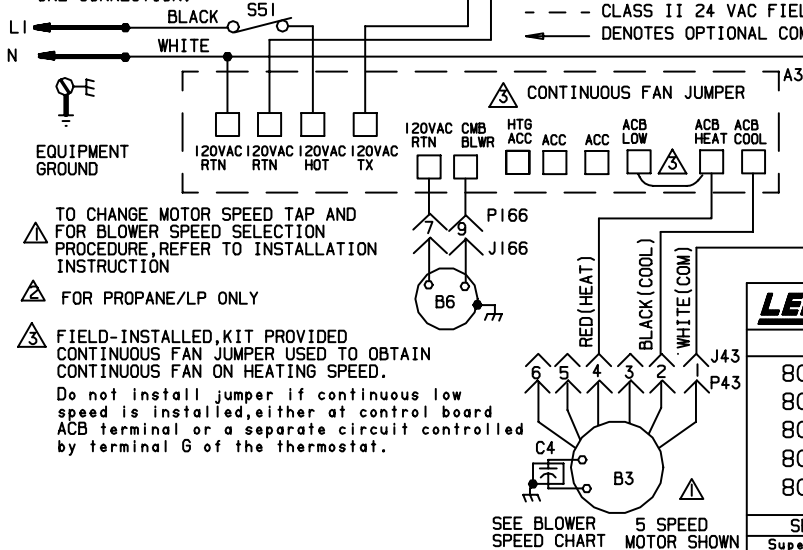 - - - CLASS II 24 VAC
DENOTES OPTIONAL
L1 BLACK S51
N WHITE
A3
3 CONTINUOUS FAN JUMPER
EQUIPMENT
GROUND
120VAC
RTN
120VAC
RTN
120VAC
HOT
120VAC
TX
120VAC
RTN
CMB
BLWR
HTG
ACC
ACC
ACC
ACB
LOW
3
ACB
HEAT
ACB
COOL
1 TO CHANGE MOTOR SPEED TAP AND
FOR BLOWER SPEED SELECTION
PROCEDURE,REFER TO INSTALLATION
INSTRUCTION
2 FOR PROPANE/LP ONLY
3 FIELD-INSTALLED,KIT PROVIDED
CONTINUOUS FAN JUMPER USED TO OBTAIN
CONTINUOUS FAN ON HEATING SPEED.
Do not install jumper if continuous low
speed is installed,either at control board
ACB terminal or a separate circuit controlled
by terminal G of the thermostat.
7 9 P166
J166
B6
RED(HEAT)
BLACK(COOL)
WHITE(COM)
J43
6 5 4 3 2 1
P43
C4
B3
1
SEE BLOWER
SPEED CHART
5 SPEED
MOTOR SHOWN